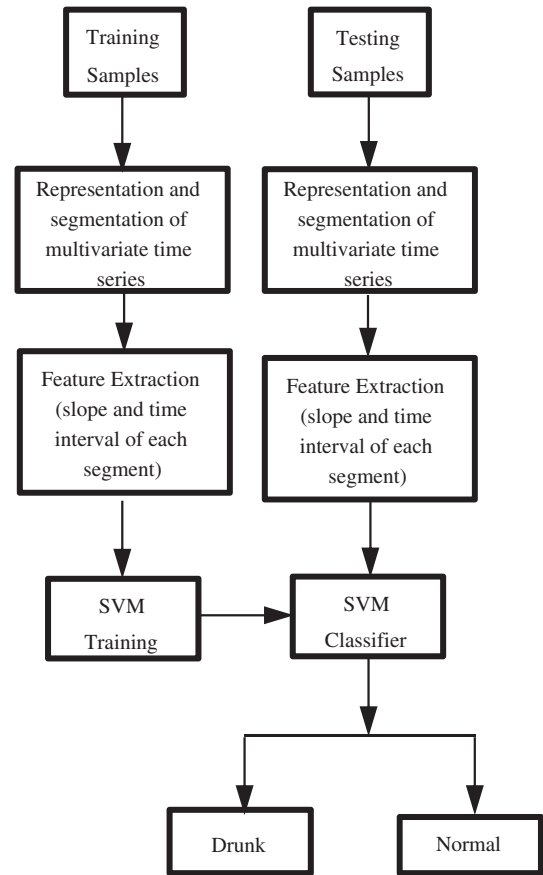 Training
Samples
Testing
Samples
Representation and
segmentation of
multivariate time
series
Representation and
segmentation of
multivariate time
series
Feature Extraction
(slope and time
interval of each
segment)
Feature Extraction
(slope and time
interval of each
segment)
SVM
Training
SVM
Classifier
Drunk
Normal